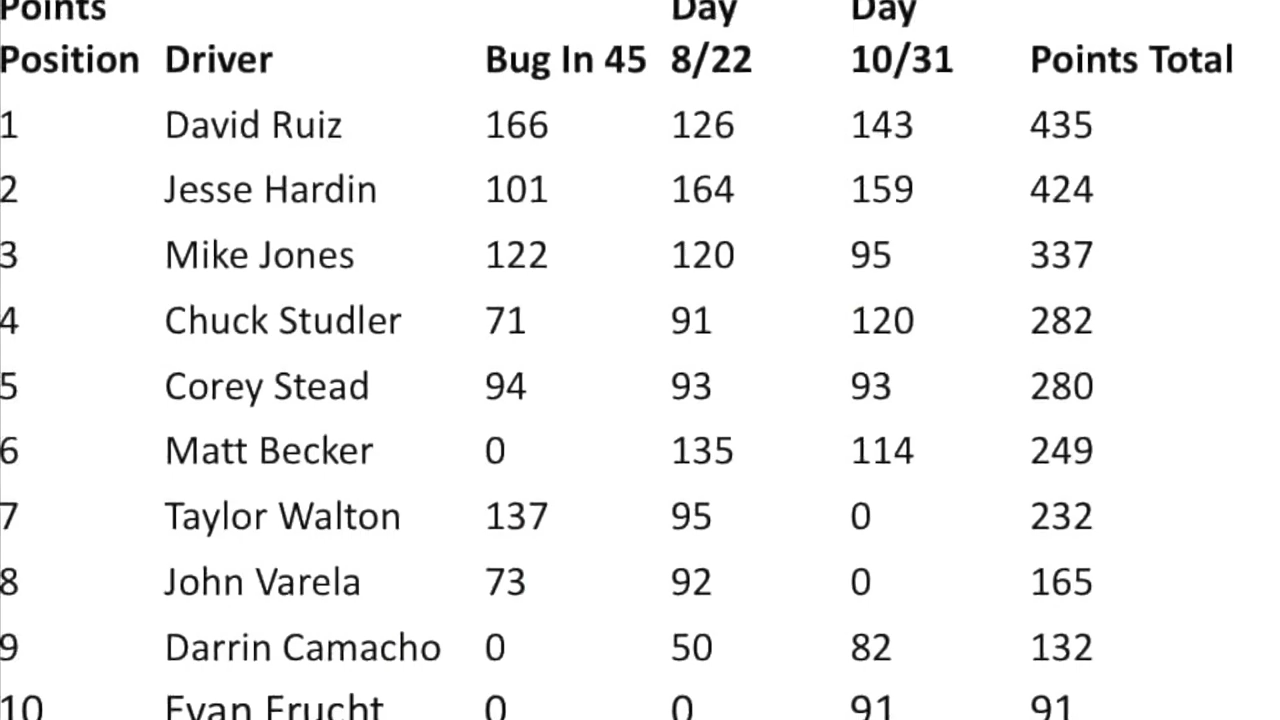 Points Day Day
Position Driver Bug In 45 8/22 10/31 Points Total
1 David Ruiz 166 126 143 435
2 Jesse Hardin 101 164 159 424
3 Mike Jones 122 120 95 337
4 Chuck Studler 71 91 120 282
5 Corey Stead 94 93 93 280
6 Matt Becker 0 135 114 249
7 Taylor Walton 137 95 0 232
8 John Varela 73 92 0 165
9 Darrin Camacho 0 50 82 132
10 Evan Frucht 0 0 91 91